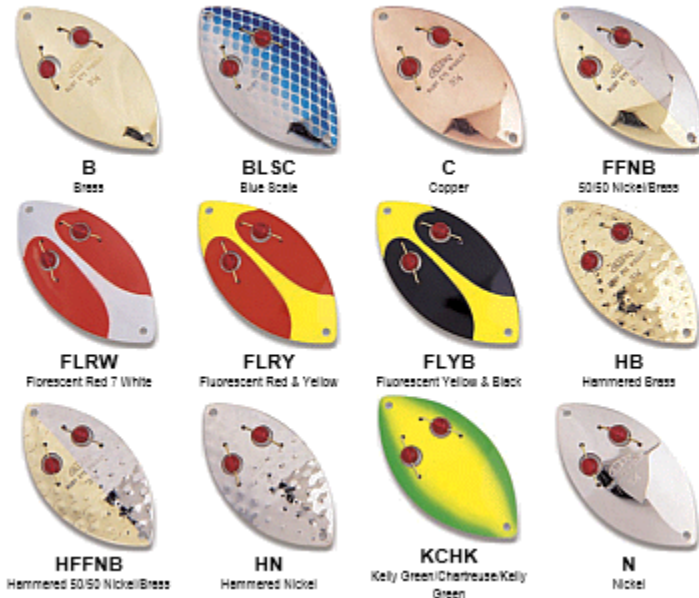 B
Brass
BLSC
Blue Scale
C
Copper
FFNB
50/50 Nickel/Brass
FLRW
Florescent Red 7 White
FLRY
Fluorescent Red & Yellow
FLYB
Fluorescent Yellow & Black
HB
Hammered Brass
HFFNB
Hammered 50/50 Nickel/Brass
HN
Hammered Nickel
KCHK
Kelly Green/Chartreuse/Kelly
Green
N
Nickel